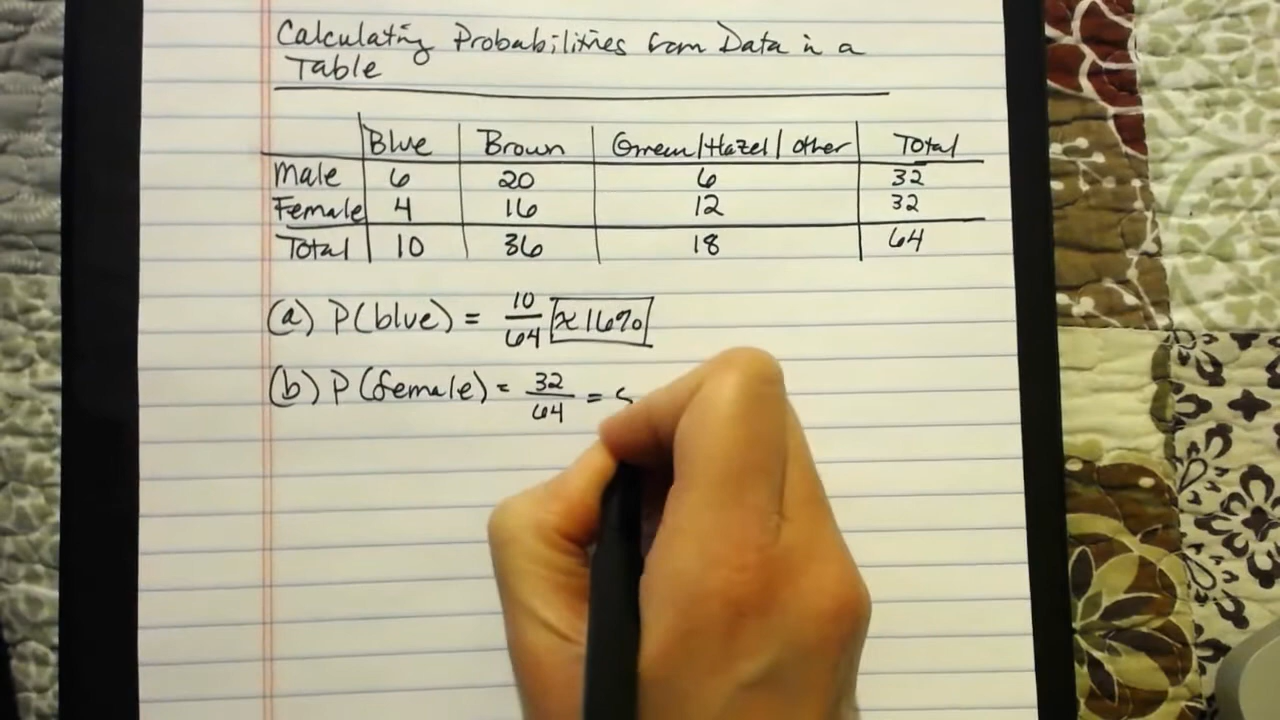 Calculating Probabilities from Data in a
Table
Blue Brown Green/Hazel/other Total
Male 6 20 6 32
Female 4 16 12 32
Total 10 36 18 64
(a) P(blue) = 10/64 ≈16%
(b) P(female) = 32/64 = 5